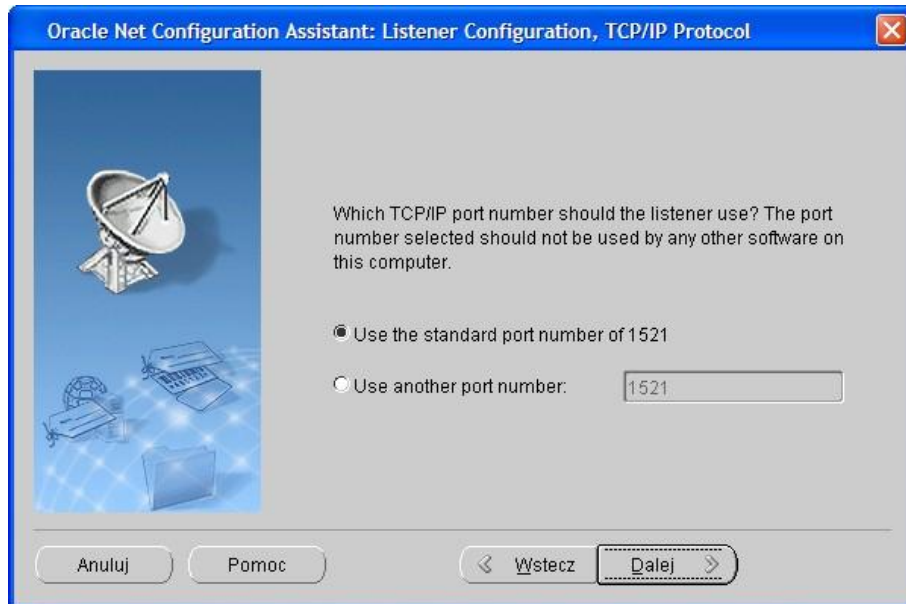 Oracle Net Configuration Assistant: Listener Configuration, TCP/IP Protocol
Which TCP/IP port number should the listener use? The port
number selected should not be used by any other software on
this computer.
Use the standard port number of 1521
Use another port number: 1521
Anuluj Pomoc Wstecz Dalej